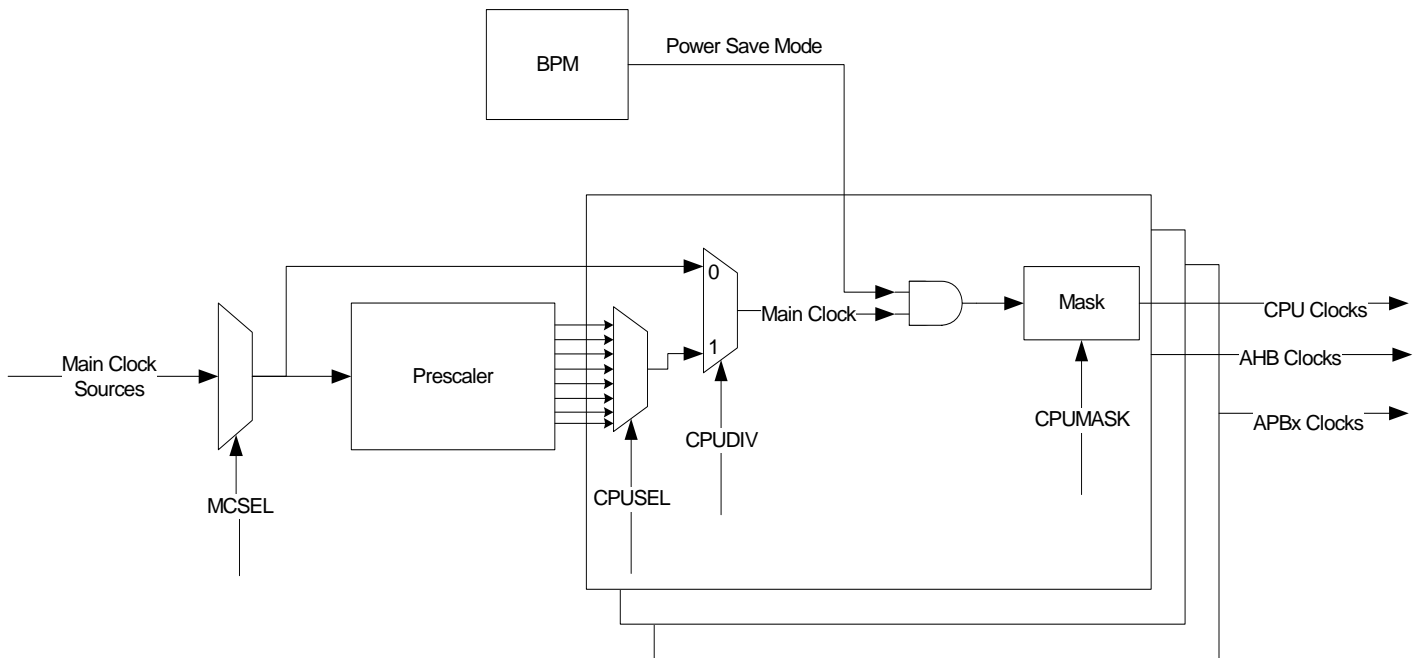 BPM
Power Save Mode
0
Main Clock
Mask
CPU Clocks
Main Clock
Sources
Prescaler
1
AHB Clocks
CPUDIV
CPUMASK
APBx Clocks
MCSEL
CPUSEL